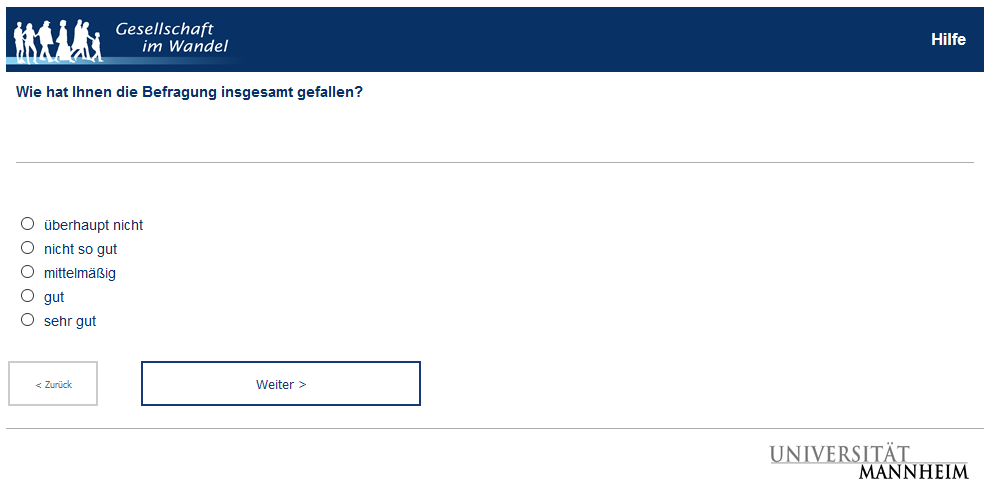 Gesellschaft
im Wandel
Hilfe
Wie hat Ihnen die Befragung insgesamt gefallen?
überhaupt nicht
nicht so gut
mittelmäßig
gut
sehr gut
< Zurück
Weiter >
UNIVERSITÄT
MANNHEIM